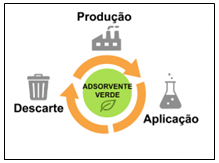 Produção
ADSORVENTE
VERDE
Descarte
Aplicação